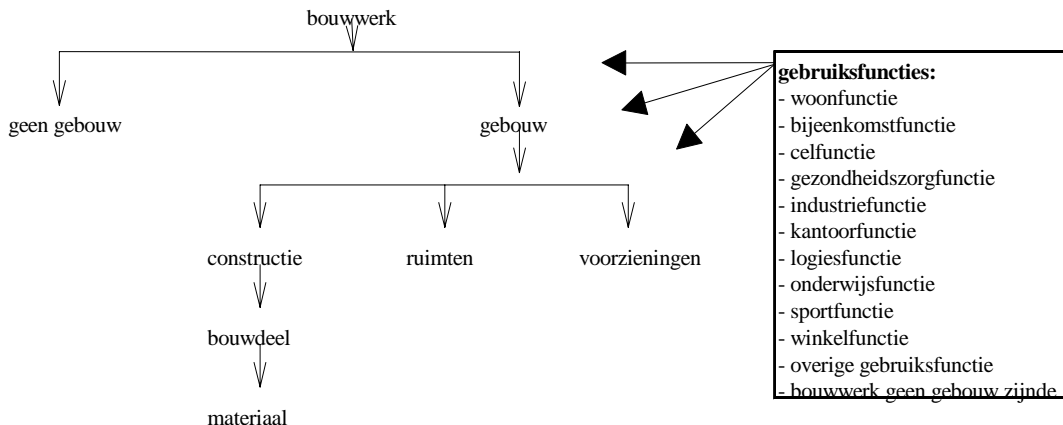 bouwwerk
geen gebouw
gebouw
constructie
ruimten
voorzieningen
bouwdeel
materiaal
gebruiksfuncties:
- woonfunctie
- bijeenkomstfunctie
- celfunctie
- gezondheidszorgfunctie
- industriefunctie
- kantoorfunctie
- logiesfunctie
- onderwijsfunctie
- sportfunctie
- winkelfunctie
- overige gebruiksfunctie
- bouwwerk geen gebouw zijnde